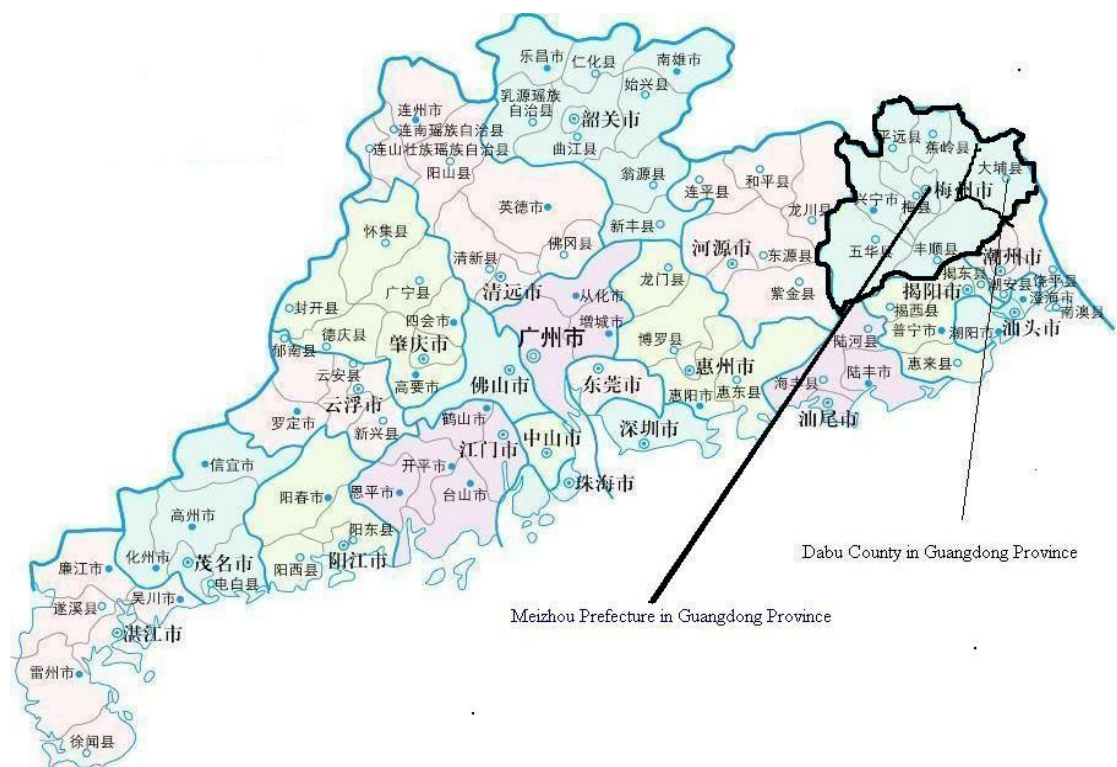 乐昌市
仁化县
南雄市
乳源瑶族
自治县
始兴县
韶关市
曲江县
翁源县
新丰县
连州市
连南瑶族自治县
连山壮族瑶族自治县
阳山县
英德市
佛冈县
清新县
清远市
连平县
和平县
龙川县
河源市
东源县
紫金县
平远县
蕉岭县
大埔县
梅州市
兴宁市
梅县
五华县
丰顺县
潮州市
揭东县
潮安县
饶平县
揭阳市
澄海市
南澳县
揭西县
普宁市
潮阳市
汕头市
惠来县
陆河县
海丰县
陆丰市
汕尾市
怀集县
广宁县
封开县
德庆县
四会市
肇庆市
高要市
郁南县
云安县
云浮市
罗定市
新兴县
从化市
增城市
广州市
龙门县
博罗县
惠州市
惠阳市
惠东县
佛山市
东莞市
深圳市
中山市
珠海市
鹤山市
江门市
开平市
恩平市
台山市
信宜市
高州市
化州市
茂名市
电白县
阳春市
阳东县
阳西县
阳江市
廉江市
吴川市
遂溪县
湛江市
雷州市
徐闻县
Dabu County in Guangdong Province
Meizhou Prefecture in Guangdong Province